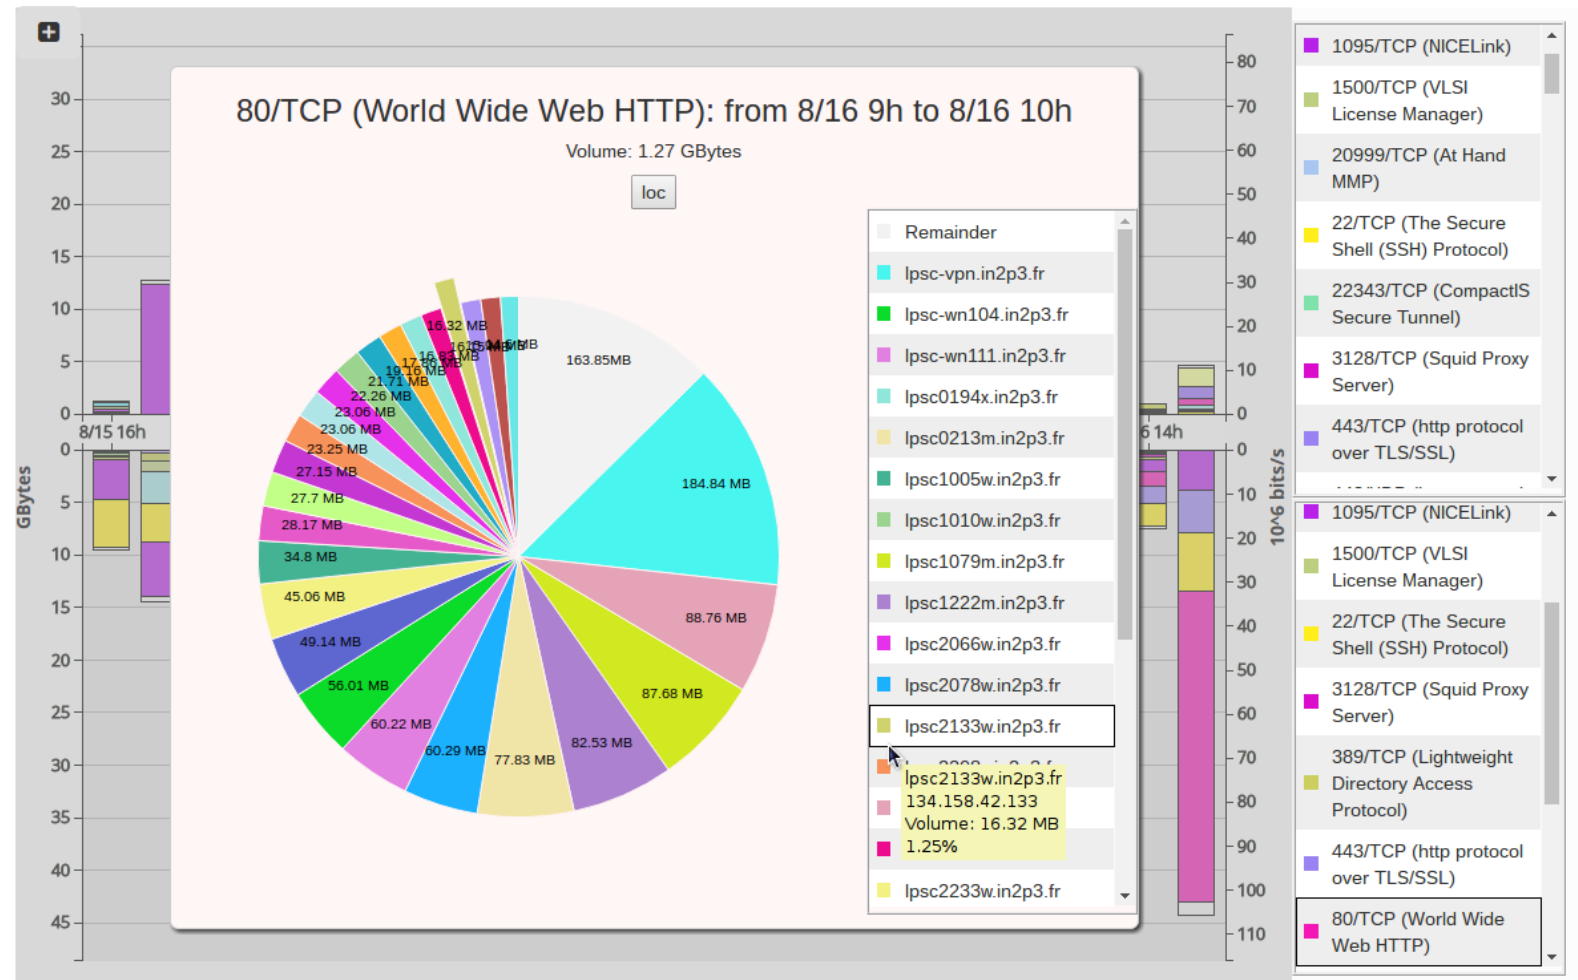 80/TCP (World Wide Web HTTP): from 8/16 9h to 8/16 10h
Volume: 1.27 GBytes
loc
30
25
20
15
10
5
0
8/15 16h
0
5
10
15
20
25
30
35
40
45
GBytes
163.85MB
184.84 MB
88.76 MB
87.68 MB
82.53 MB
77.83 MB
60.29 MB
60.22 MB
56.01 MB
49.14 MB
45.06 MB
34.8 MB
28.17 MB
27.7 MB
27.15 MB
23.25 MB
23.06 MB
23.06 MB
22.26 MB
21.71 MB
19.16 MB
16.32 MB
Remainder
lpsc-vpn.in2p3.fr
lpsc-wn104.in2p3.fr
lpsc-wn111.in2p3.fr
lpsc0194x.in2p3.fr
lpsc0213m.in2p3.fr
lpsc1005w.in2p3.fr
lpsc1010w.in2p3.fr
lpsc1079m.in2p3.fr
lpsc1222m.in2p3.fr
lpsc2066w.in2p3.fr
lpsc2078w.in2p3.fr
lpsc2133w.in2p3.fr
lpsc2133w.in2p3.fr
134.158.42.133
Volume: 16.32 MB
1.25%
lpsc2233w.in2p3.fr
80
70
60
50
40
30
20
10
0
6 14h
0
10
20
30
40
50
60
70
80
90
100
110
10^6 bits/s
1095/TCP (NICELink)
1500/TCP (VLSI
License Manager)
20999/TCP (At Hand
MMP)
22/TCP (The Secure
Shell (SSH) Protocol)
22343/TCP (CompactIS
Secure Tunnel)
3128/TCP (Squid Proxy
Server)
443/TCP (http protocol
over TLS/SSL)
1095/TCP (NICELink)
1500/TCP (VLSI
License Manager)
22/TCP (The Secure
Shell (SSH) Protocol)
3128/TCP (Squid Proxy
Server)
389/TCP (Lightweight
Directory Access
Protocol)
443/TCP (http protocol
over TLS/SSL)
80/TCP (World Wide
Web HTTP)